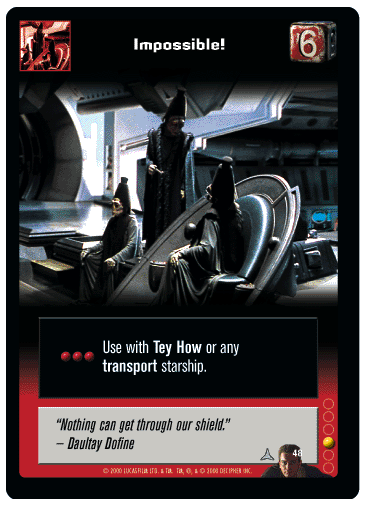 Impossible!
6
Use with Tey How or any
transport starship.
“Nothing can get through our shield.”
– Daultay Dofine
48
© 2000 LUCASFILM LTD. & TM. TM, ®, & © 2000 DECIPHER INC.